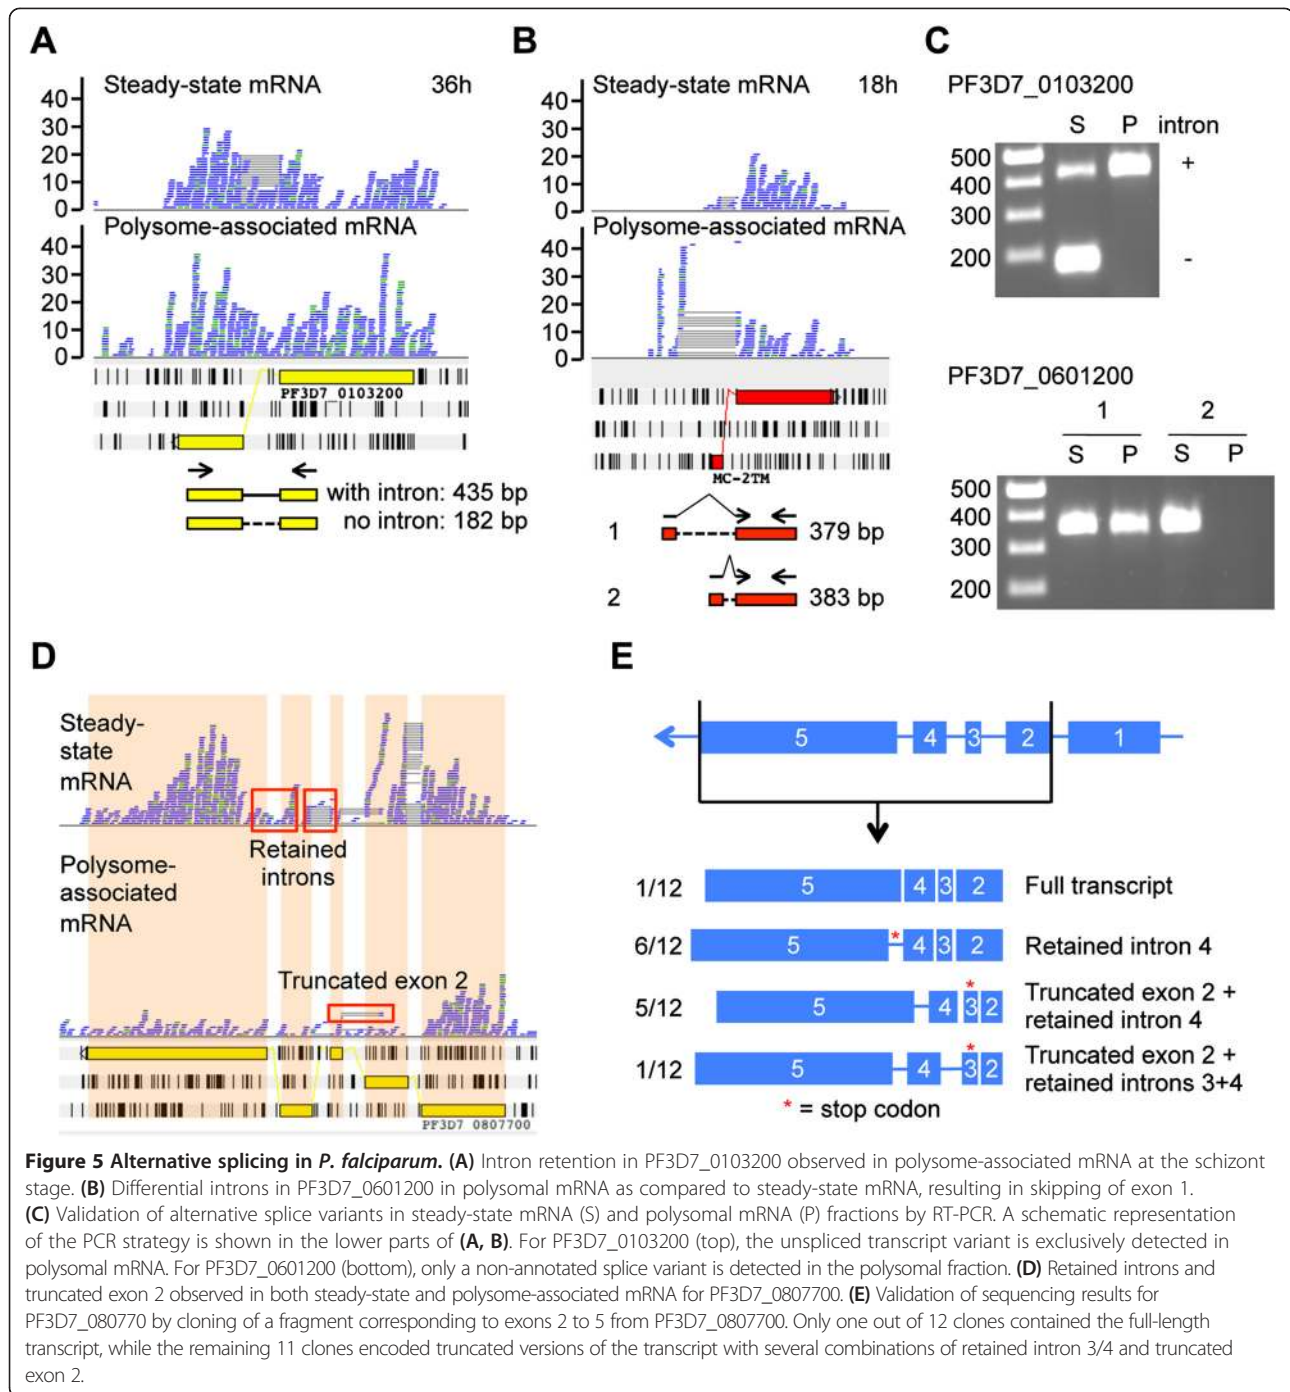 A
Steady-state mRNA 36h
40
30
20
10
0
Polysome-associated mRNA
40
30
20
10
0
PF3D7_0103200
with intron: 435 bp
no intron: 182 bp
B
Steady-state mRNA 18h
40
30
20
10
0
Polysome-associated mRNA
40
30
20
10
0
MC-2TM
1 379 bp
2 383 bp
C
PF3D7_0103200
S P intron
500 +
400
300
200 -
PF3D7_0601200
1 2
S P S P
500
400
300
200
D
Steady-
state
mRNA
Retained
introns
Polysome-
associated
mRNA
Truncated exon 2
PF3D7_0807700
E
5 4 3 2 1
1/12 5 4 3 2 Full transcript
6/12 5 * 4 3 2 Retained intron 4
5/12 5 4 * 3 2 Truncated exon 2 +
retained intron 4
1/12 5 4 * 3 2 Truncated exon 2 +
retained introns 3+4
* = stop codon
Figure 5 Alternative splicing in P. falciparum. (A) Intron retention in PF3D7_0103200 observed in polysome-associated mRNA at the schizont
stage. (B) Differential introns in PF3D7_0601200 in polysomal mRNA as compared to steady-state mRNA, resulting in skipping of exon 1.
(C) Validation of alternative splice variants in steady-state mRNA (S) and polysomal mRNA (P) fractions by RT-PCR. A schematic representation
of the PCR strategy is shown in the lower parts of (A, B). For PF3D7_0103200 (top), the unspliced transcript variant is exclusively detected in
polysomal mRNA. For PF3D7_0601200 (bottom), only a non-annotated splice variant is detected in the polysomal fraction. (D) Retained introns and
truncated exon 2 observed in both steady-state and polysome-associated mRNA for PF3D7_0807700. (E) Validation of sequencing results for
PF3D7_080770 by cloning of a fragment corresponding to exons 2 to 5 from PF3D7_0807700. Only one out of 12 clones contained the full-length
transcript, while the remaining 11 clones encoded truncated versions of the transcript with several combinations of retained intron 3/4 and truncated
exon 2.